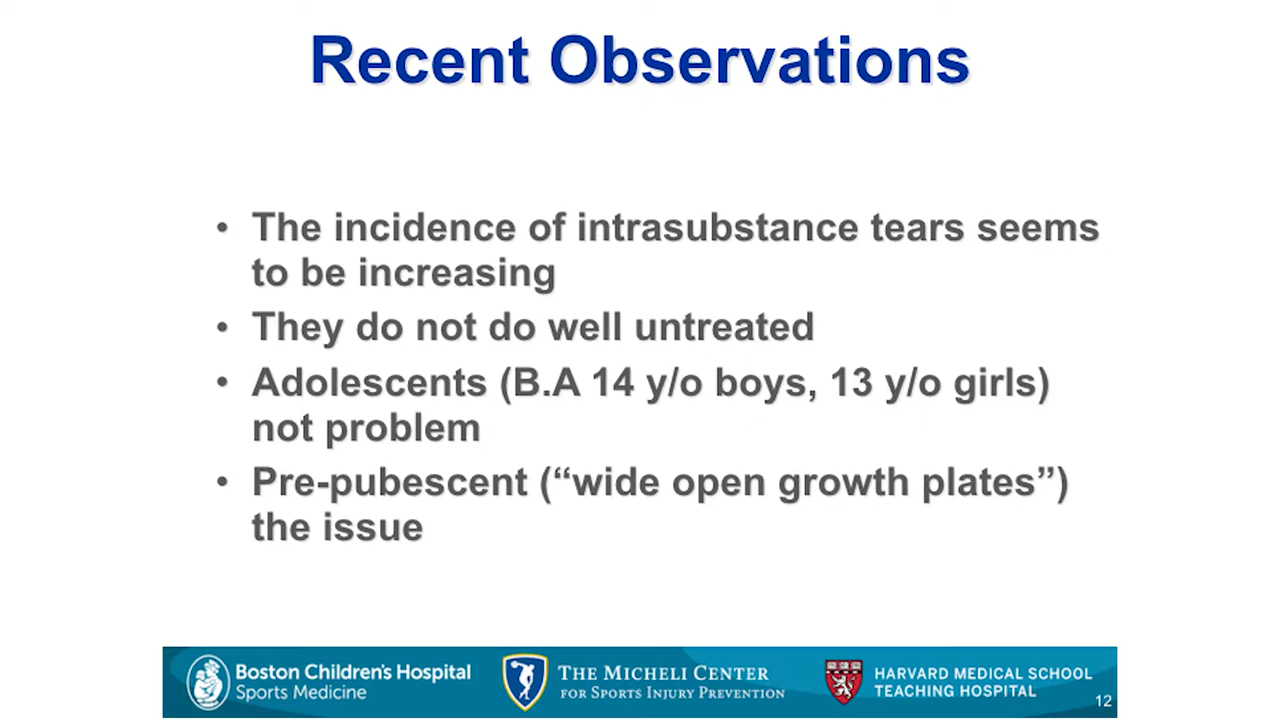 Recent Observations
• The incidence of intrasubstance tears seems
to be increasing
• They do not do well untreated
• Adolescents (B.A 14 y/o boys, 13 y/o girls)
not problem
• Pre-pubescent (“wide open growth plates”)
the issue
Boston Children's Hospital
Sports Medicine
THE MICHELI CENTER
FOR SPORTS INJURY PREVENTION
HARVARD MEDICAL SCHOOL
TEACHING HOSPITAL
12